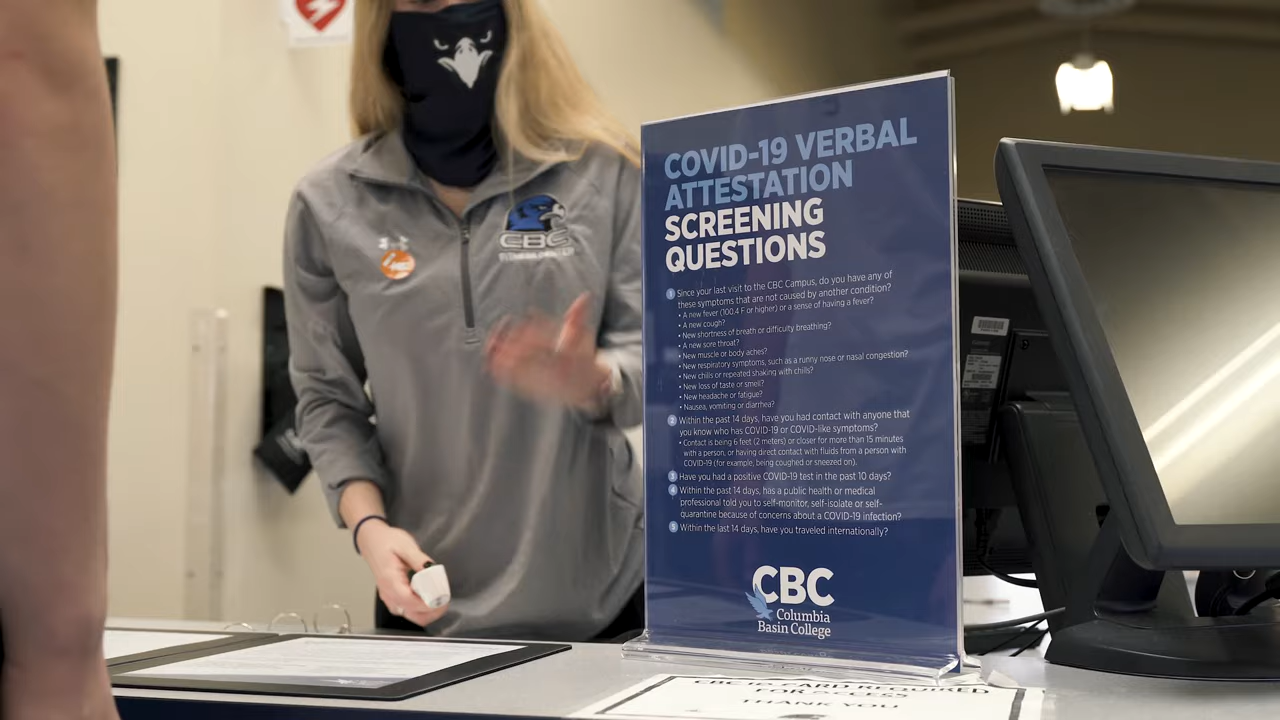 COVID-19 VERBAL
ATTESTATION
SCREENING
QUESTIONS
1 Since your last visit to the CBC Campus, do you have any of
these symptoms that are not caused by another condition?
• A new fever (100.4 F or higher) or a sense of having a fever?
• A new cough?
• New shortness of breath or difficulty breathing?
• A new sore throat?
• New muscle or body aches?
• New respiratory symptoms, such as a runny nose or nasal congestion?
• New chills or repeated shaking with chills?
• New loss of taste or smell?
• New headache or fatigue?
• Nausea, vomiting or diarrhea?
2 Within the past 14 days, have you had contact with anyone that
you know who has COVID-19 or COVID-like symptoms?
• Contact is being 6 feet (2 meters) or closer for more than 15 minutes
with a person, or having direct contact with fluids from a person with
COVID-19 (for example, being coughed or sneezed on).
3 Have you had a positive COVID-19 test in the past 10 days?
4 Within the past 14 days, has a public health or medical
professional told you to self-monitor, self-isolate or self-
quarantine because of concerns about a COVID-19 infection?
5 Within the last 14 days, have you traveled internationally?
CBC
Columbia
Basin College
CBC
REQUIRED
FOR
THANK YOU
CBC